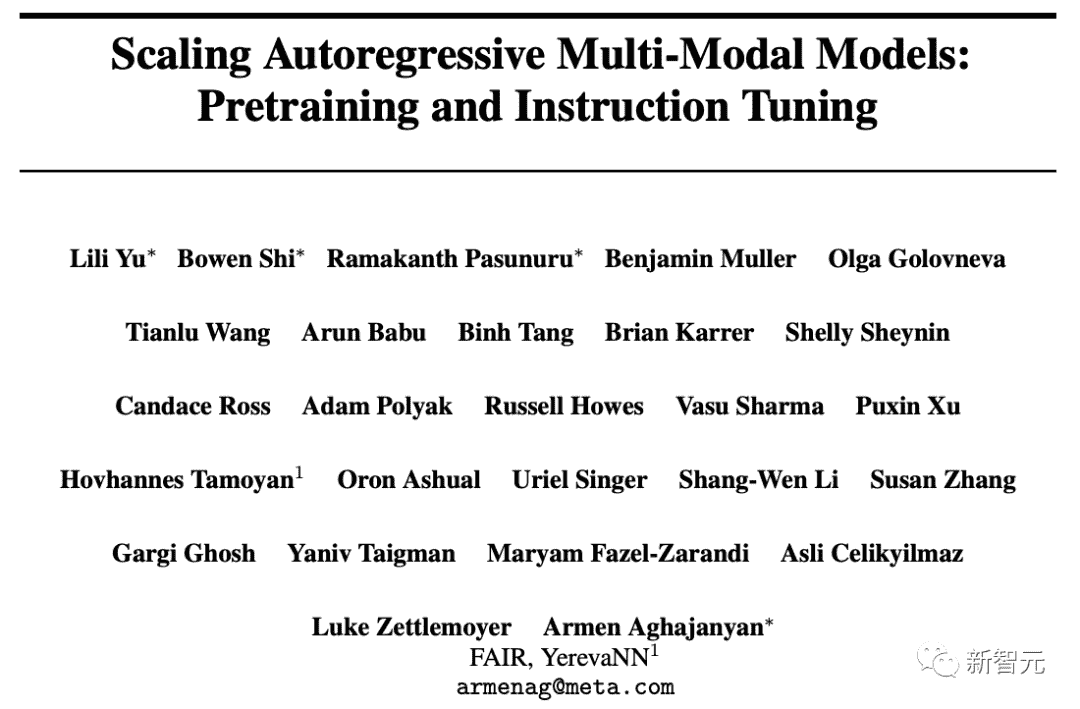 Scaling Autoregressive Multi-Modal Models:
Pretraining and Instruction Tuning
Lili Yu* Bowen Shi* Ramakanth Pasunuru* Benjamin Muller Olga Golovneva
Tianlu Wang Arun Babu Binh Tang Brian Karrer Shelly Sheynin
Candace Ross Adam Polyak Russell Howes Vasu Sharma Puxin Xu
Hovhannes Tamoyan¹ Oron Ashual Uriel Singer Shang-Wen Li Susan Zhang
Gargi Ghosh Yaniv Taigman Maryam Fazel-Zarandi Asli Celikyilmaz
Luke Zettlemoyer Armen Aghajanyan*
FAIR, YerevaNN¹
armenag@meta.com
新智元